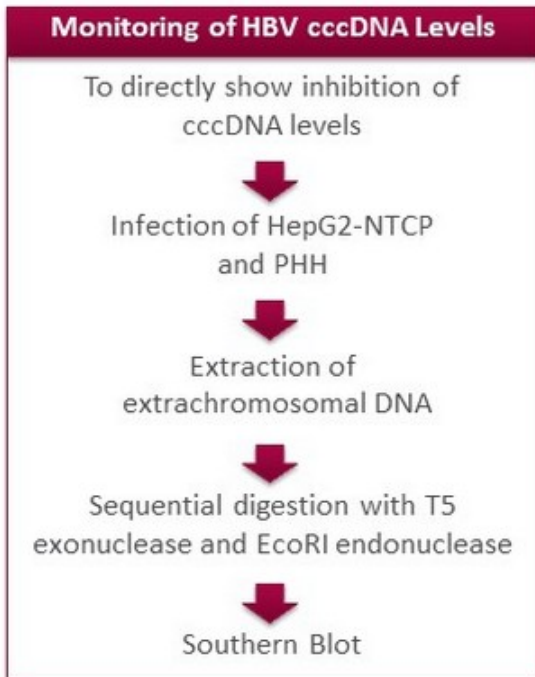 Monitoring of HBV cccDNA Levels
To directly show inhibition of
cccDNA levels
Infection of HepG2-NTCP
and PHH
Extraction of
extrachromosomal DNA
Sequential digestion with T5
exonuclease and EcoRI endonuclease
Southern Blot